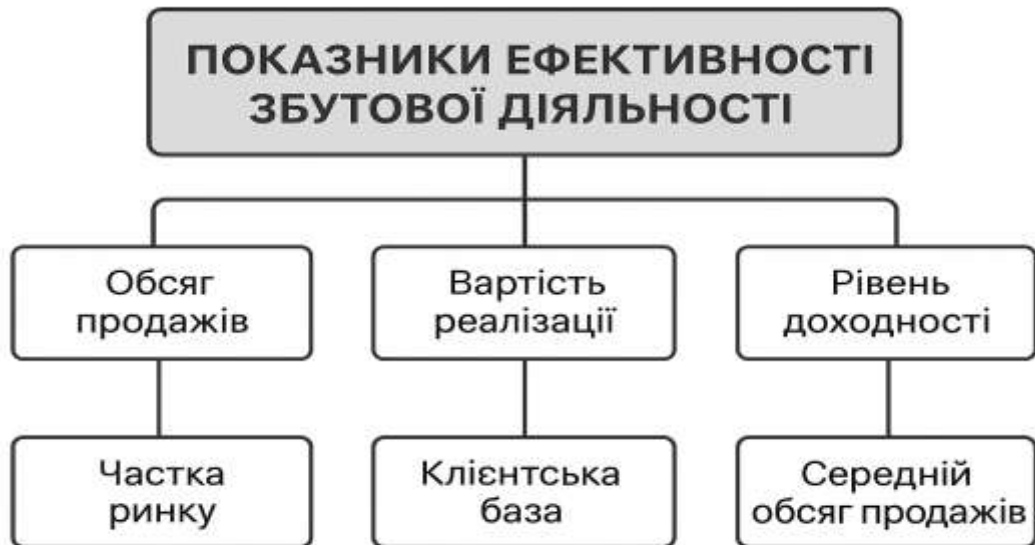 ПОКАЗНИКИ ЕФЕКТИВНОСТІ
ЗБУТОВОЇ ДІЯЛЬНОСТІ
Обсяг
продажів
Вартість
реалізації
Рівень
доходності
Частка
ринку
Клієнтська
база
Середній
обсяг продажів